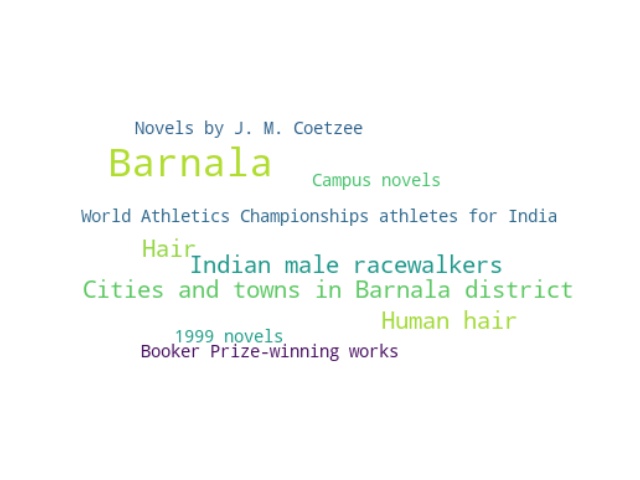 Novels by J. M. Coetzee
Barnala
Campus novels
World Athletics Championships athletes for India
Hair
Indian male racewalkers
Cities and towns in Barnala district
Human hair
1999 novels
Booker Prize-winning works